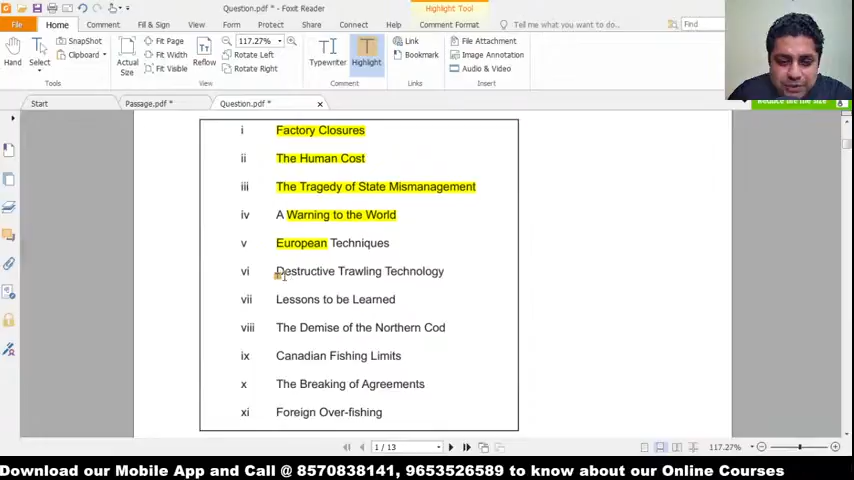 Question.pdf * - Foxit Reader
Highlight Tool
File Home Comment Fill & Sign View Form Protect Share Connect Help Comment Format Tell me what you want to do... Find
Hand
Select
SnapShot
Clipboard
Tools
Actual Size
Fit Page
Fit Width
Fit Visible
Reflow
117.27%
Rotate Left
Rotate Right
View
Typewriter
Highlight
Comment
Link
Bookmark
Links
File Attachment
Image Annotation
Audio & Video
Insert
Start Passage.pdf * Question.pdf *
Reduce file the size
i Factory Closures
ii The Human Cost
iii The Tragedy of State Mismanagement
iv A Warning to the World
v European Techniques
vi Destructive Trawling Technology
vii Lessons to be Learned
viii The Demise of the Northern Cod
ix Canadian Fishing Limits
x The Breaking of Agreements
xi Foreign Over-fishing
1 / 13
117.27%
Download our Mobile App and Call @ 8570838141, 9653526589 to know about our Online Courses